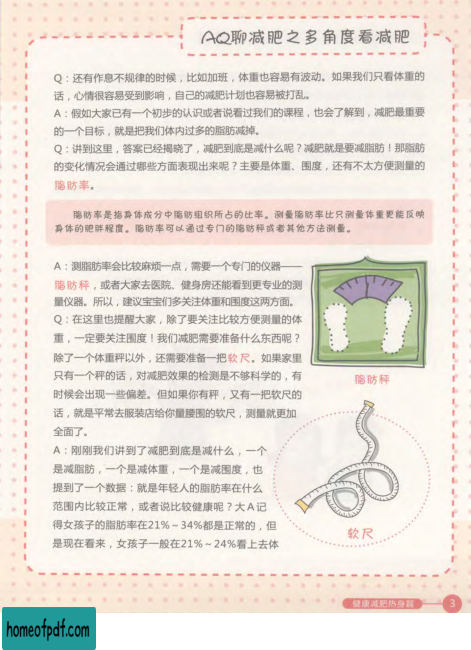 AQ聊减肥之多角度看减肥
Q：还有作息不规律的时候，比如加班，体重也容易有波动。如果我们只看体重的
话，心情很容易受到影响，自己的减肥计划也容易被打乱。
A：假如大家已有一个初步的认识或者说看过我们的课程，也会了解到，减肥最重要
的一个目标，就是把我们体内过多的脂肪减掉。
Q：讲到这里，答案已经揭晓了，减肥到底是减什么呢？减肥就是要减脂肪！那脂肪
的变化情况会通过哪些方面表现出来呢？主要是体重、围度，还有不太方便测量的
脂肪率。
脂肪率是指身体成分中脂肪组织所占的比率。测量脂肪率比只测量体重更能反映
身体的肥胖程度。脂肪率可以通过专门的脂肪秤或者其他方法测量。
A：测脂肪率会比较麻烦一点，需要一个专门的仪器——
脂肪秤，或者大家去医院、健身房还能看到更专业的测
量仪器。所以，建议宝宝们多关注体重和围度这两方面。
Q：在这里也提醒大家，除了要关注比较方便测量的体
重，一定要关注围度！我们减肥需要准备什么东西呢？
除了一个体重秤以外，还需要准备一把软尺。如果家里
只有一个秤的话，对减肥效果的检测是不够科学的，有
时候会出现一些偏差。但如果你有秤，又有一把软尺的
话，就是平常去服装店给你量腰围的软尺，测量就更加
全面了。
A：刚刚我们讲到了减肥到底是减什么，一个
是减脂肪，一个是减体重，一个是减围度，也
提到了一个数据：就是年轻人的脂肪率在什么
范围内比较正常，或者说比较健康呢？大A记
得女孩子的脂肪率在21%～34%都是正常的，但
是现在看来，女孩子一般在21%～24%看上去体
脂肪秤
软尺
健康减肥热身篇
3
homeofpdf.com